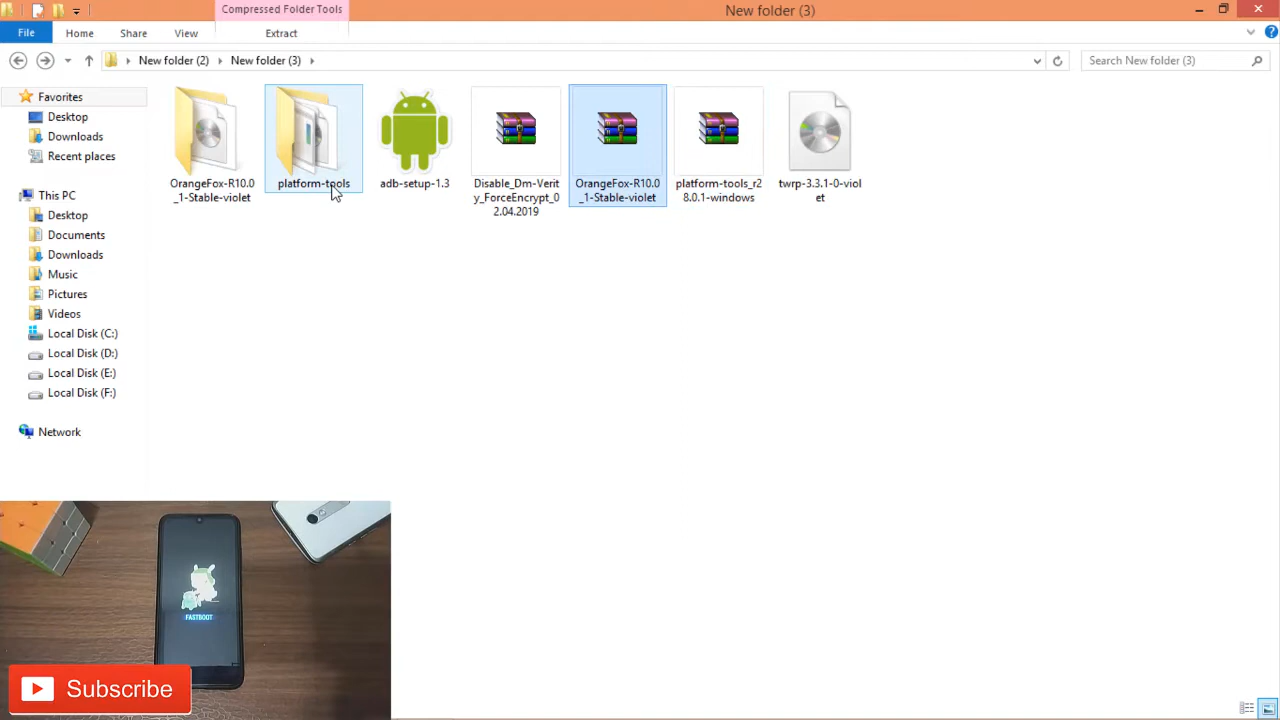 Compressed Folder Tools
New folder (3)
File
Home
Share
View
Extract
New folder (2)
New folder (3)
Search New folder (3)
Favorites
Desktop
Downloads
Recent places
This PC
Desktop
Documents
Downloads
Music
Pictures
Videos
Local Disk (C:)
Local Disk (D:)
Local Disk (E:)
Local Disk (F:)
Network
OrangeFox-R10.0
_1-Stable-violet
platform-tools
adb-setup-1.3
Disable_Dm-Verit
y_ForceEncrypt_0
2.04.2019
OrangeFox-R10.0
_1-Stable-violet
platform-tools_r2
8.0.1-windows
twrp-3.3.1-0-viol
et
FASTBOOT
Subscribe